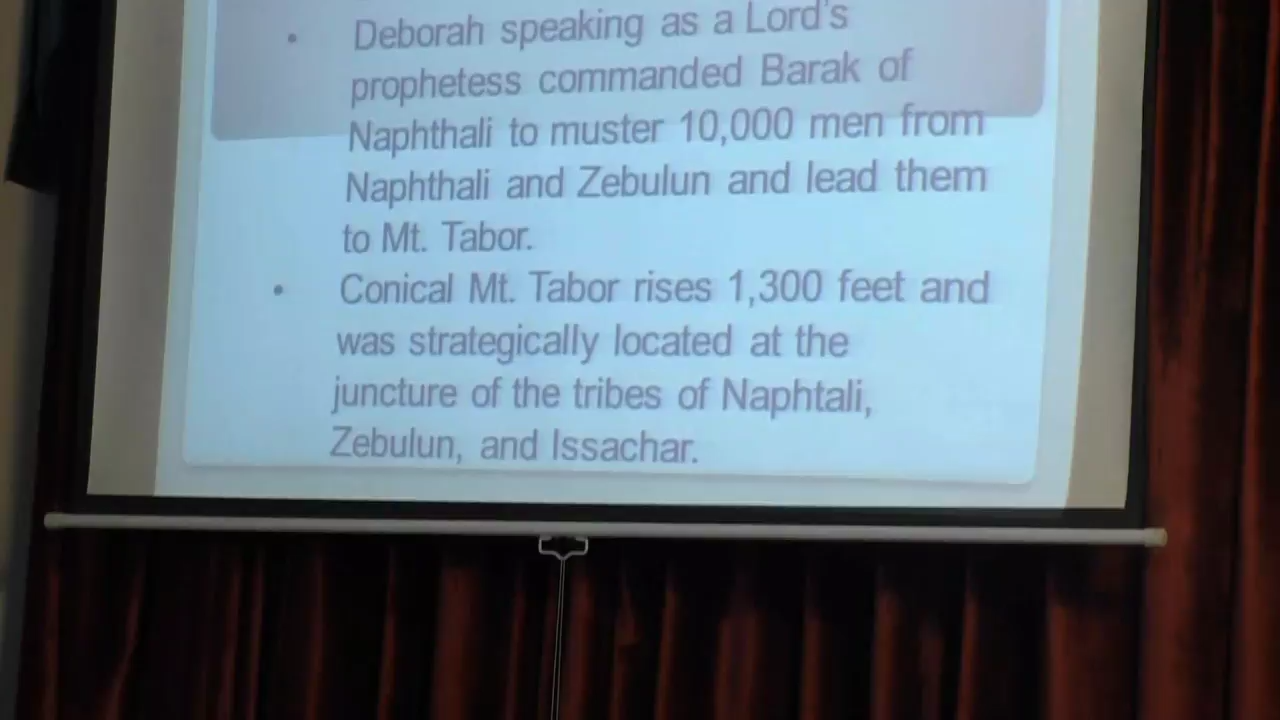 • Deborah speaking as a Lord's
prophetess commanded Barak of
Naphthali to muster 10,000 men from
Naphthali and Zebulun and lead them
to Mt. Tabor.
• Conical Mt. Tabor rises 1,300 feet and
was strategically located at the
juncture of the tribes of Naphtali,
Zebulun, and Issachar.